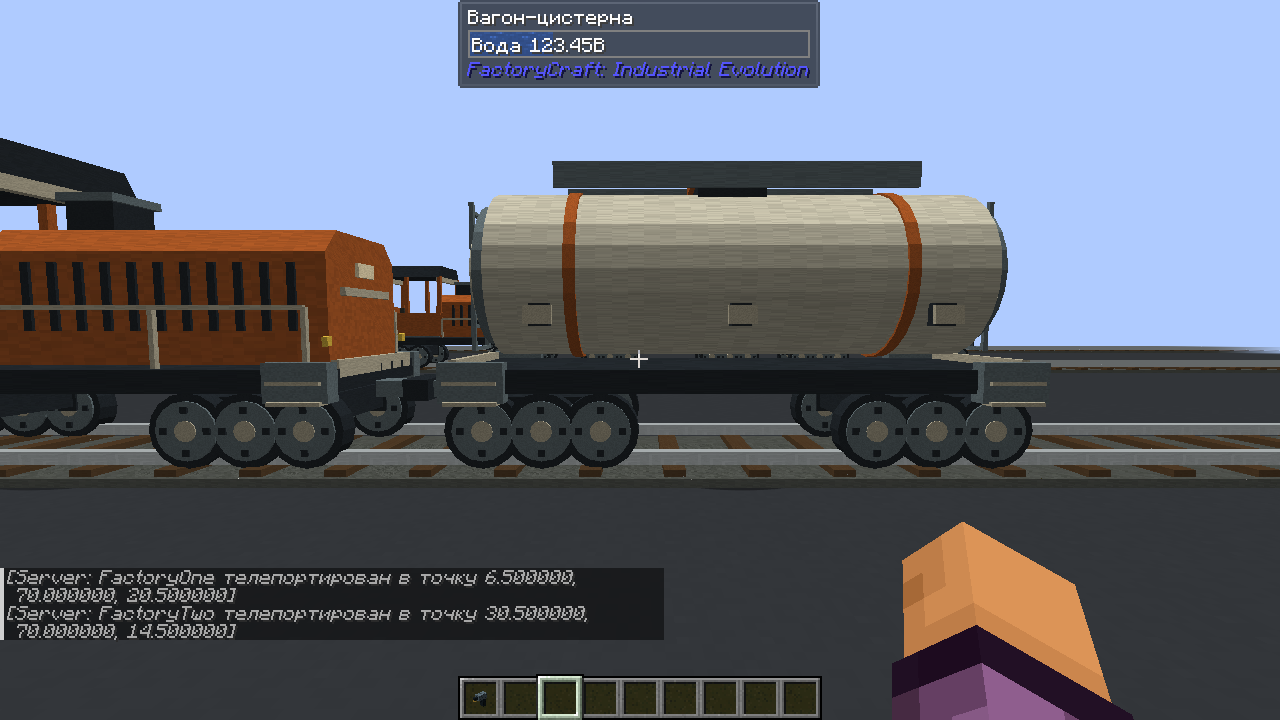 Вагон-цистерна
Вода 123.45B
FactoryCraft: Industrial Evolution
[Server: FactoryOne телепортирован в точку 6.500000,
70.000000, 20.500000]
[Server: FactoryTwo телепортирован в точку 30.500000,
70.000000, 14.500000]